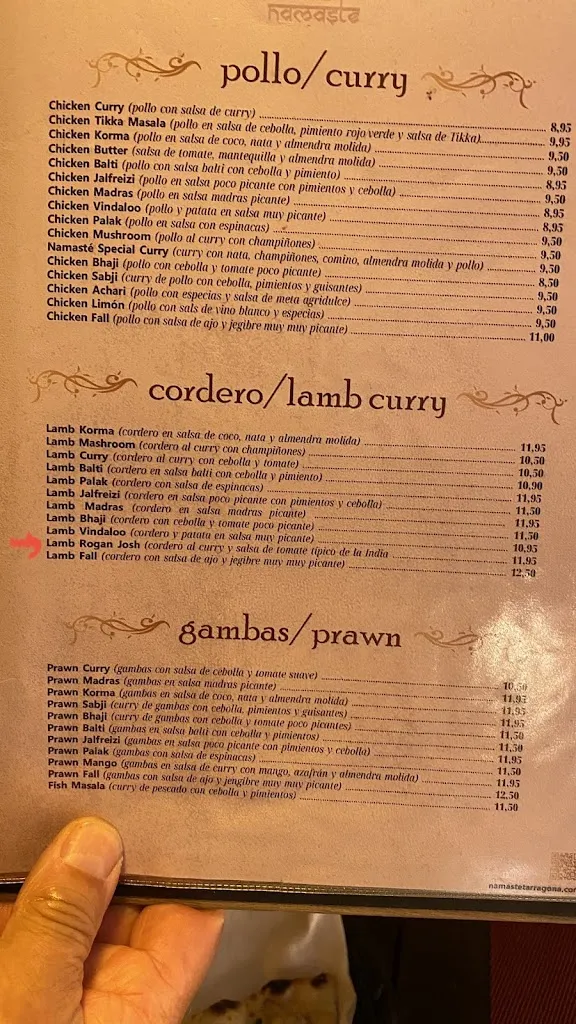 namaste
pollo/curry
Chicken Curry (pollo con salsa de curry) 8,95
Chicken Tikka Masala (pollo en salsa de cebolla, pimiento rojo verde y salsa de Tikka) 9,95
Chicken Korma (pollo en salsa de coco, nata y almendra molida) 9,50
Chicken Butter (salsa de tomate, mantequilla y almendra molida) 9,50
Chicken Balti (pollo con salsa balti con cebolla y pimiento) 8,95
Chicken Jalfreizi (pollo en salsa poco picante con pimientos y cebolla) 9,50
Chicken Madras (pollo en salsa madras picante) 8,95
Chicken Vindaloo (pollo y patata en salsa muy picante) 8,95
Chicken Palak (pollo con salsa con espinacas) 9,50
Chicken Mushroom (pollo al curry con champiñones) 9,50
Namasté Special Curry (curry con nata, champiñones, comino, almendra molida y pollo) 9,50
Chicken Bhaji (pollo con cebolla y tomate poco picante) 8,50
Chicken Sabji (curry de pollo con cebolla, pimientos y guisantes) 9,50
Chicken Achari (pollo con especias y salsa de meta agridulce) 9,50
Chicken Limón (pollo con sals de vino blanco y especias) 9,50
Chicken Fall (pollo con salsa de ajo y jegibre muy muy picante) 11,00
cordero/lamb curry
Lamb Korma (cordero en salsa de coco, nata y almendra molida) 11,95
Lamb Mashroom (cordero al curry con champiñones) 10,50
Lamb Curry (cordero al curry con cebolla y tomate) 10,50
Lamb Balti (cordero en salsa balti con cebolla y pimiento) 10,90
Lamb Palak (cordero con salsa de espinacas) 11,95
Lamb Jalfreizi (cordero en salsa poco picante con pimientos y cebolla) 11,50
Lamb Madras (cordero en salsa madras picante) 11,95
Lamb Bhaji (cordero con cebolla y tomate poco picante) 11,50
Lamb Vindaloo (cordero y patata en salsa muy picante) 10,95
Lamb Rogan Josh (cordero al curry y salsa de tomate típico de la India 11,95
Lamb Fall (cordero con salsa de ajo y jegibre muy muy picante) 12,50
gambas/prawn
Prawn Curry (gambas con salsa de cebolla y tomate suave) 10,50
Prawn Madras (gambas en salsa madras picante) 11,95
Prawn Korma (gambas en salsa de coco, nata y almendra molida) 11,95
Prawn Sabji (curry de gambas con cebolla, pimientos y guisantes) 11,95
Prawn Bhaji (curry de gambas con cebolla y tomate poco picantes) 11,50
Prawn Balti (gambas en salsa balti con cebolla y pimientos) 11,50
Prawn Jalfreizi (gambas en salsa poco picante con pimientos y cebolla) 11,95
Prawn Palak (gambas con salsa de espinacas) 11,50
Prawn Mango (gambas en salsa de curry con mango, azafrán y almendra molida) 11,95
Prawn Fall (gambas con salsa de ajo y jengibre muy muy picante) 12,50
Fish Masala (curry de pescado con cebolla y pimientos) 11,50
namastetarragona.com